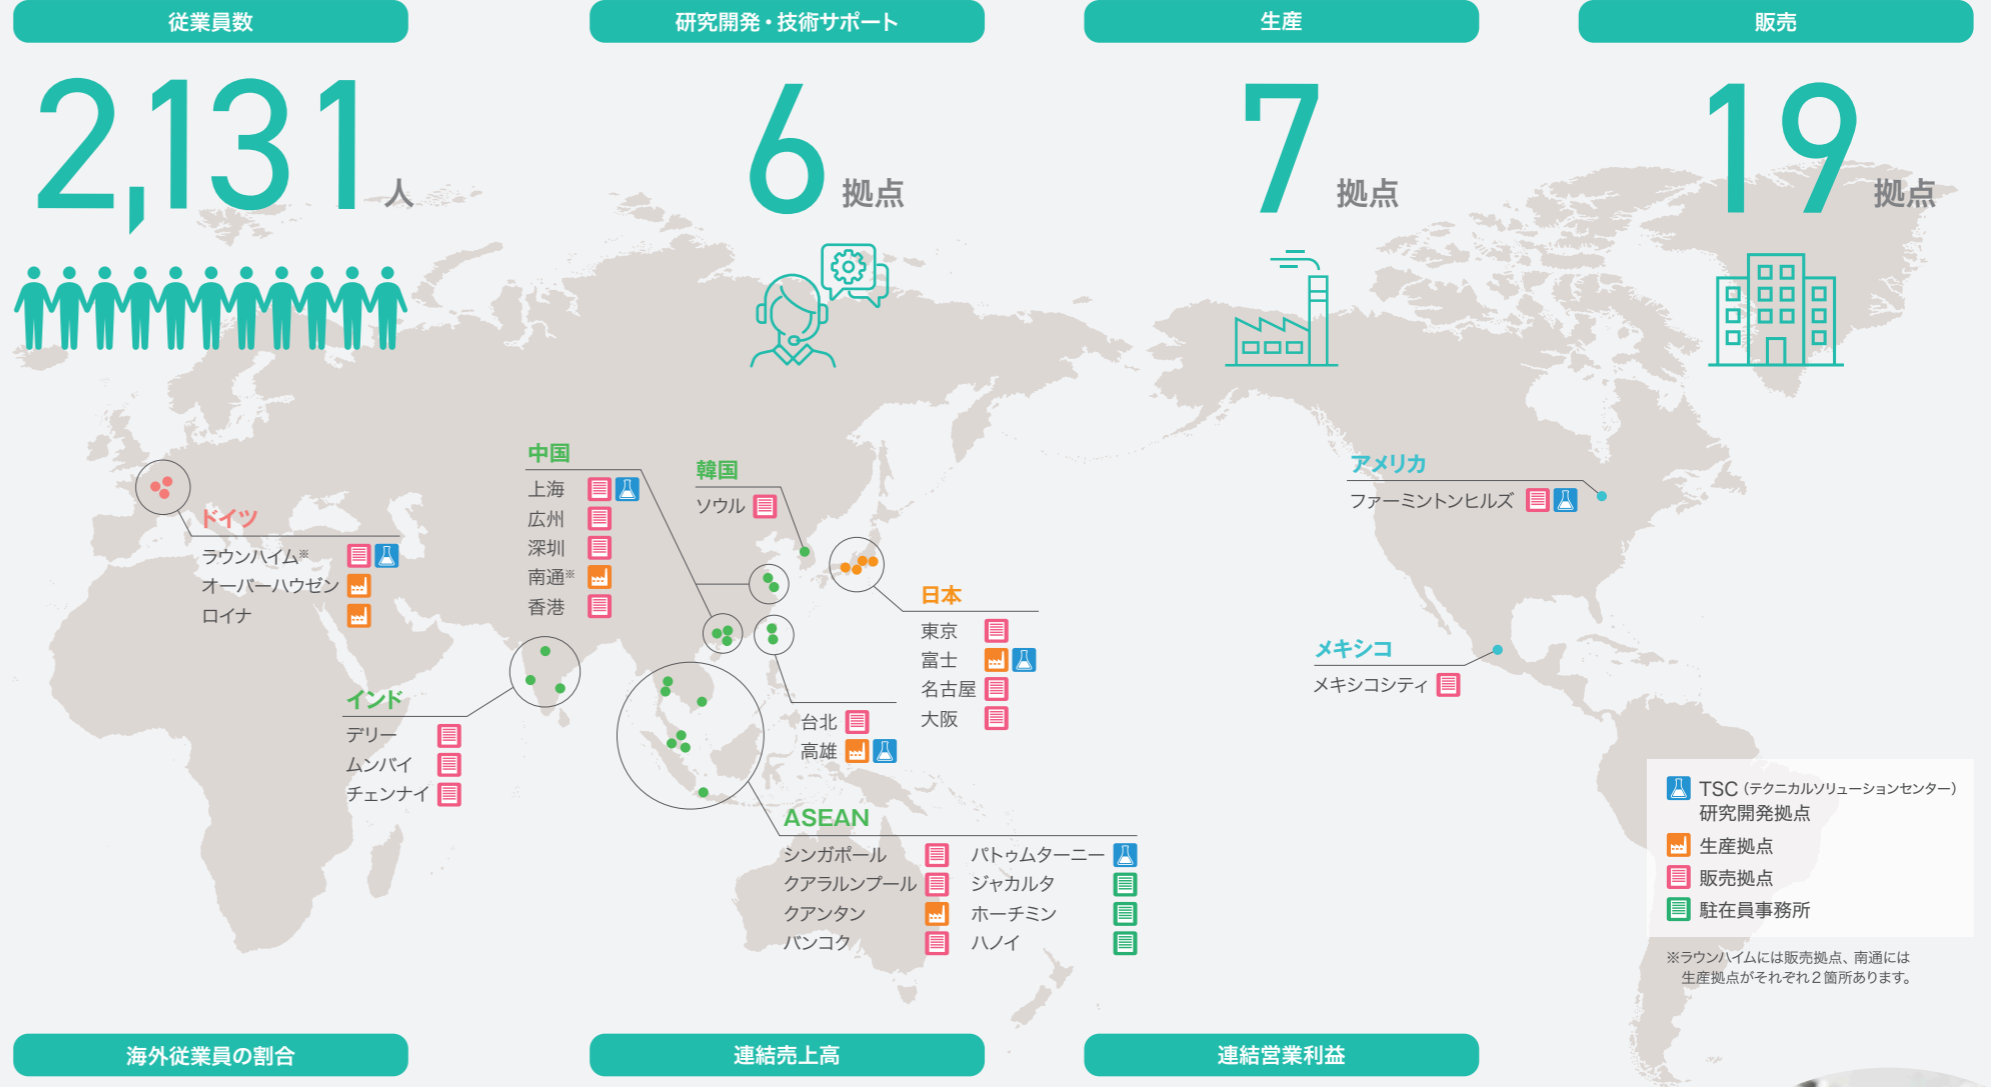 従業員数
研究開発・技術サポート
生産
販売
2,131人
6拠点
7拠点
19拠点
ドイツ
ラウンハイム※
オーバーハウゼン
ロイナ
中国
上海
広州
深圳
南通※
香港
韓国
ソウル
日本
東京
富士
名古屋
大阪
インド
デリー
ムンバイ
チェンナイ
台北
高雄
ASEAN
シンガポール
クアラルンプール
クアンタン
バンコク
パトゥムターニー
ジャカルタ
ホーチミン
ハノイ
アメリカ
ファーミントンヒルズ
メキシコ
メキシコシティ
TSC（テクニカルソリューションセンター）
研究開発拠点
生産拠点
販売拠点
駐在員事務所
※ラウンハイムには販売拠点、南通には
生産拠点がそれぞれ2箇所あります。
海外従業員の割合
連結売上高
連結営業利益